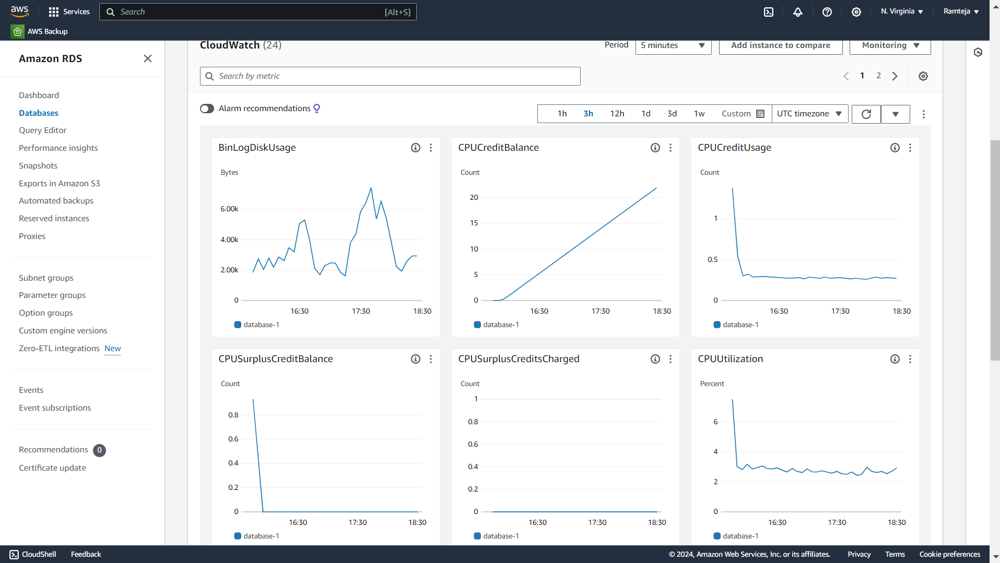 aws
Services
Search
[Alt+S]
N. Virginia
Ramteja
AWS Backup
Amazon RDS
Dashboard
Databases
Query Editor
Performance insights
Snapshots
Exports in Amazon S3
Automated backups
Reserved instances
Proxies
Subnet groups
Parameter groups
Option groups
Custom engine versions
Zero-ETL integrations New
Events
Event subscriptions
Recommendations 0
Certificate update
CloudWatch (24)
Period
5 minutes
Add instance to compare
Monitoring
Search by metric
1 2
Alarm recommendations
1h 3h 12h 1d 3d 1w Custom
UTC timezone
BinLogDiskUsage
Bytes
6.00k
4.00k
2.00k
0
16:30 17:30 18:30
database-1
CPUCreditBalance
Count
20
15
10
5
0
16:30 17:30 18:30
database-1
CPUCreditUsage
Count
1
0.5
0
16:30 17:30 18:30
database-1
CPUSurplusCreditBalance
Count
0.8
0.6
0.4
0.2
0
16:30 17:30 18:30
database-1
CPUSurplusCreditsCharged
Count
1
0.8
0.6
0.4
0.2
0
16:30 17:30 18:30
database-1
CPUUtilization
Percent
6
4
2
0
16:30 17:30 18:30
database-1
CloudShell
Feedback
© 2024, Amazon Web Services, Inc. or its affiliates.
Privacy
Terms
Cookie preferences